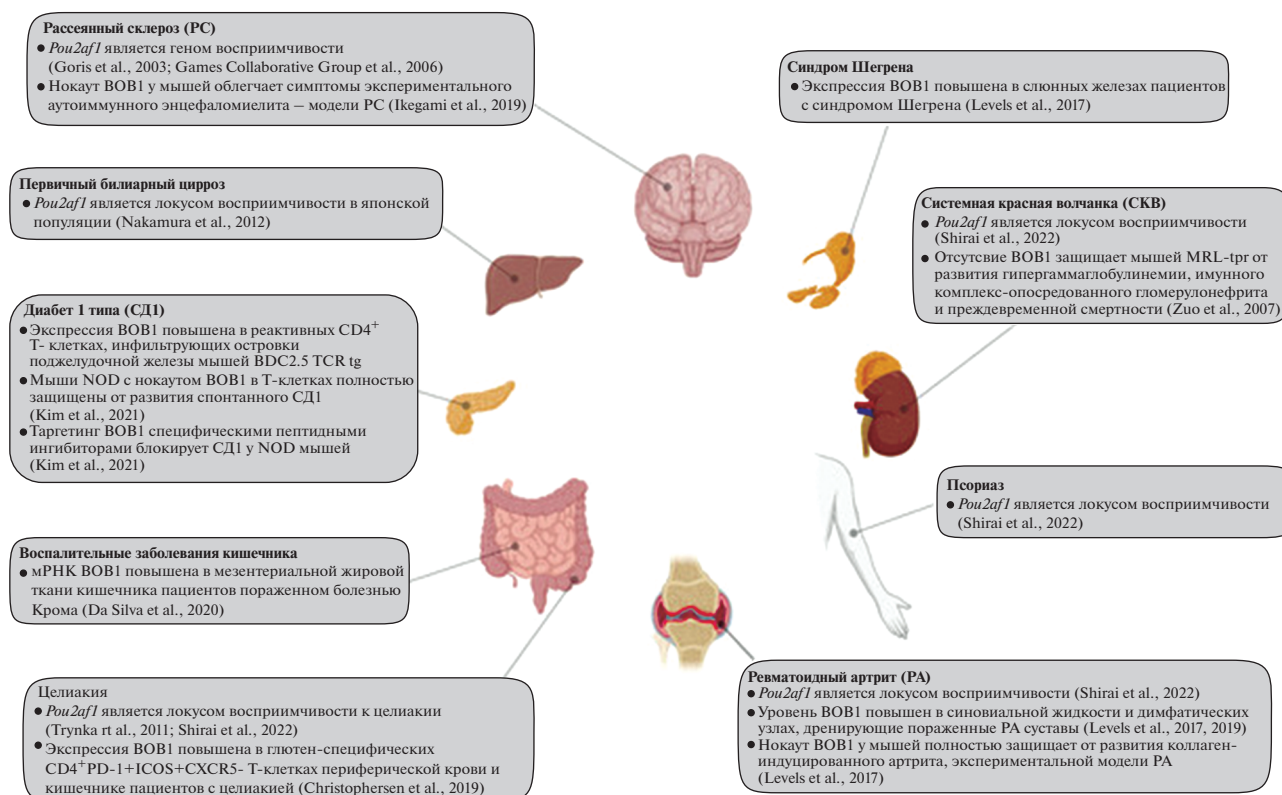 Рассеянный склероз (РС)
● Pou2af1 является геном восприимчивости
(Goris et al., 2003; Games Collaborative Group et al., 2006)
● Нокаут BOB1 у мышей облегчает симптомы экспериментального
аутоиммунного энцефаломиелита – модели РС (Ikegami et al., 2019)
Синдром Шегрена
● Экспрессия BOB1 повышена в слюнных железах пациентов
с синдромом Шегрена (Levels et al., 2017)
Первичный билиарный цирроз
● Pou2af1 является локусом восприимчивости в японской
популяции (Nakamura et al., 2012)
Системная красная волчанка (СКВ)
● Pou2af1 является локусом восприимчивости
(Shirai et al., 2022)
● Отсутсвие BOB1 защищает мышей MRL-tpr от
развития гипергаммаглобулинемии, имунного
комплекс-опосредованного гломерулонефрита
и преждевременной смертности (Zuo et al., 2007)
Диабет 1 типа (СД1)
● Экспрессия BOB1 повышена в реактивных CD4+
Т- клетках, инфильтрующих островки
поджелудочной железы мышей BDC2.5 TCR tg
● Мыши NOD с нокаутом BOB1 в Т-клетках полностью
защищены от развития спонтанного СД1
(Kim et al., 2021)
● Таргетинг BOB1 специфическими пептидными
ингибиторами блокирует СД1 у NOD мышей
(Kim et al., 2021)
Псориаз
● Pou2af1 является локусом восприимчивости
(Shirai et al., 2022)
Воспалительные заболевания кишечника
● мРНК BOB1 повышена в мезентериальной жировой
ткани кишечника пациентов пораженном болезнью
Крома (Da Silva et al., 2020)
Целиакия
● Pou2af1 является локусом восприимчивости к целиакии
(Trynka rt al., 2011; Shirai et al., 2022)
● Экспрессия BOB1 повышена в глютен-специфических
CD4+PD-1+ICOS+CXCR5- Т-клетках периферической крови и
кишечнике пациентов с целиакией (Christophersen et al., 2019)
Ревматоидный артрит (РА)
● Pou2af1 является локусом восприимчивости (Shirai et al., 2022)
● Уровень BOB1 повышен в синовиальной жидкости и димфатических
узлах, дренирующие пораженные РА суставы (Levels et al., 2017, 2019)
● Нокаут BOB1 у мышей полностью защищает от развития коллаген-
индуцированного артрита, экспериментальной модели РА
(Levels et al., 2017)